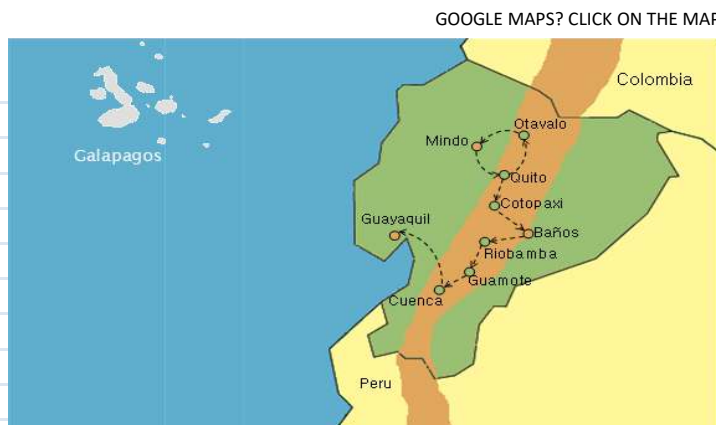 GOOGLE MAPS? CLICK ON THE MAP
Colombia
Otavalo
Mindo
Galapagos
Quito
Cotopaxi
Guayaquil
Baños
Riobamba
Guamote
Cuenca
Peru